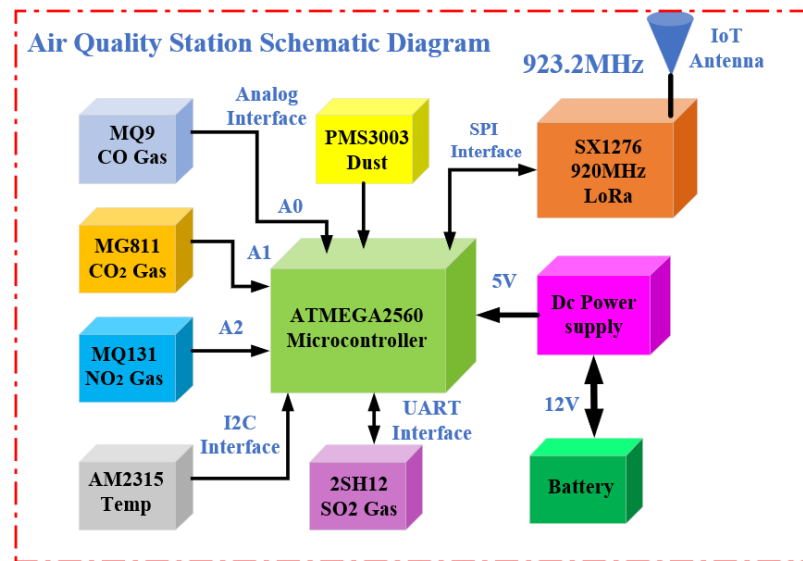 Air Quality Station Schematic Diagram
923.2MHz
IoT
Antenna
Analog
Interface
MQ9
CO Gas
PMS3003
Dust
SPI
Interface
SX1276
920MHz
LoRa
A0
MG811
CO₂ Gas
A1
ATMEGA2560
Microcontroller
5V
Dc Power
supply
MQ131
NO₂ Gas
A2
I2C
Interface
UART
Interface
12V
AM2315
Temp
2SH12
SO2 Gas
Battery